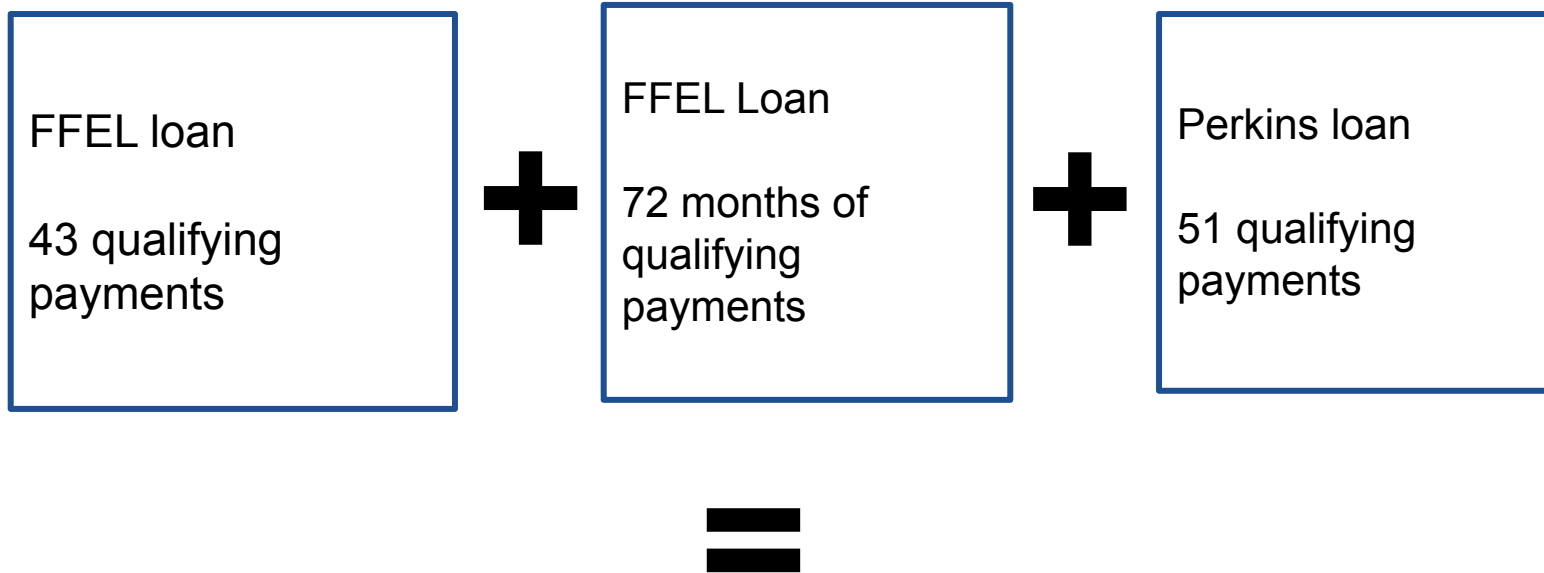 FFEL loan
43 qualifying
payments
FFEL Loan
72 months of
qualifying
payments
Perkins loan
51 qualifying
payments